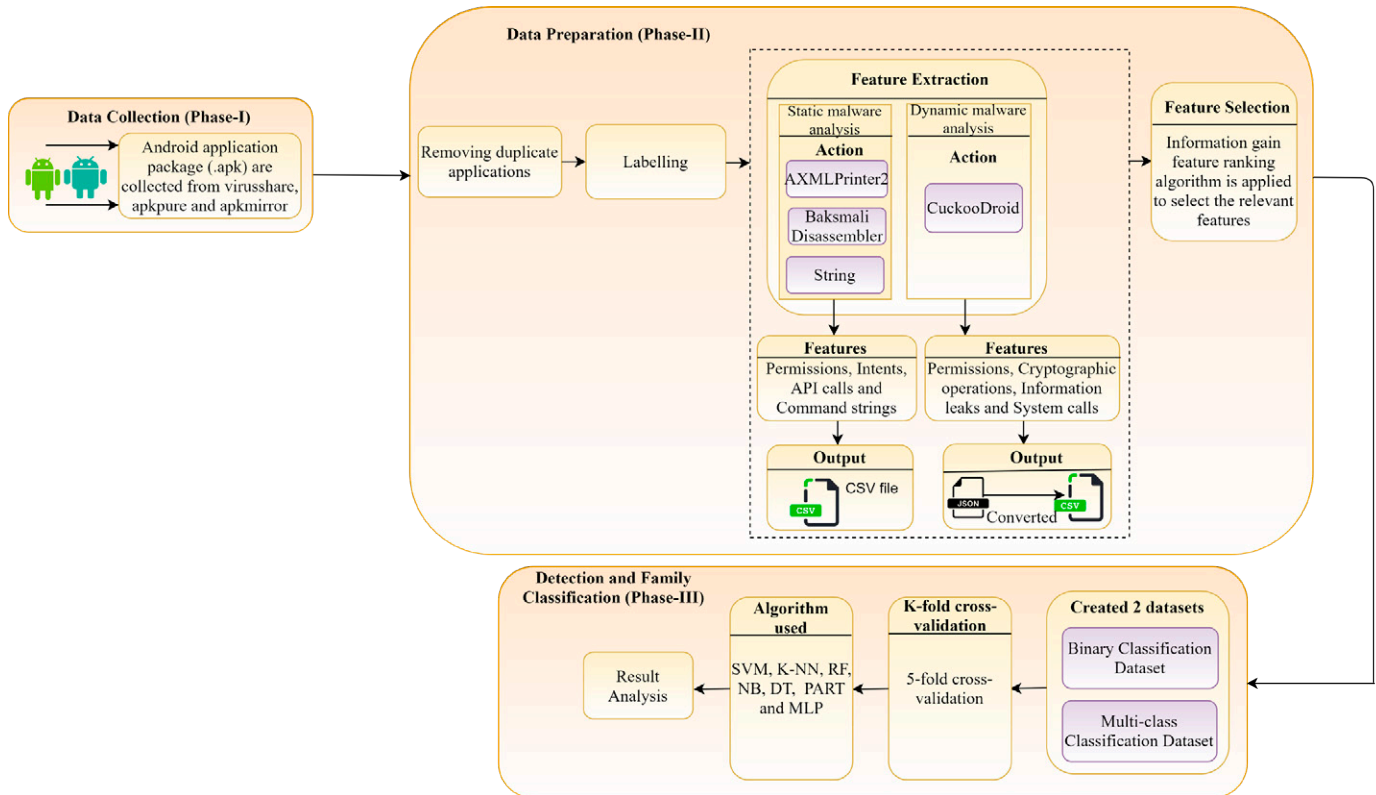 Data Collection (Phase-I)
Android application
package (.apk) are
collected from virusshare,
apkpure and apkmirror
Data Preparation (Phase-II)
Removing duplicate
applications
Labelling
Feature Extraction
Static malware
analysis
Action
AXMLPrinter2
Baksmali
Disassembler
String
Dynamic malware
analysis
Action
CuckooDroid
Features
Permissions, Intents,
API calls and
Command strings
Features
Permissions, Cryptographic
operations, Information
leaks and System calls
Output
CSV file
CSV
Output
JSON
Converted
CSV
Feature Selection
Information gain
feature ranking
algorithm is applied
to select the relevant
features
Detection and Family
Classification (Phase-III)
Created 2 datasets
Binary Classification
Dataset
Multi-class
Classification Dataset
K-fold cross-
validation
5-fold cross-
validation
Algorithm
used
SVM, K-NN, RF,
NB, DT, PART
and MLP
Result
Analysis